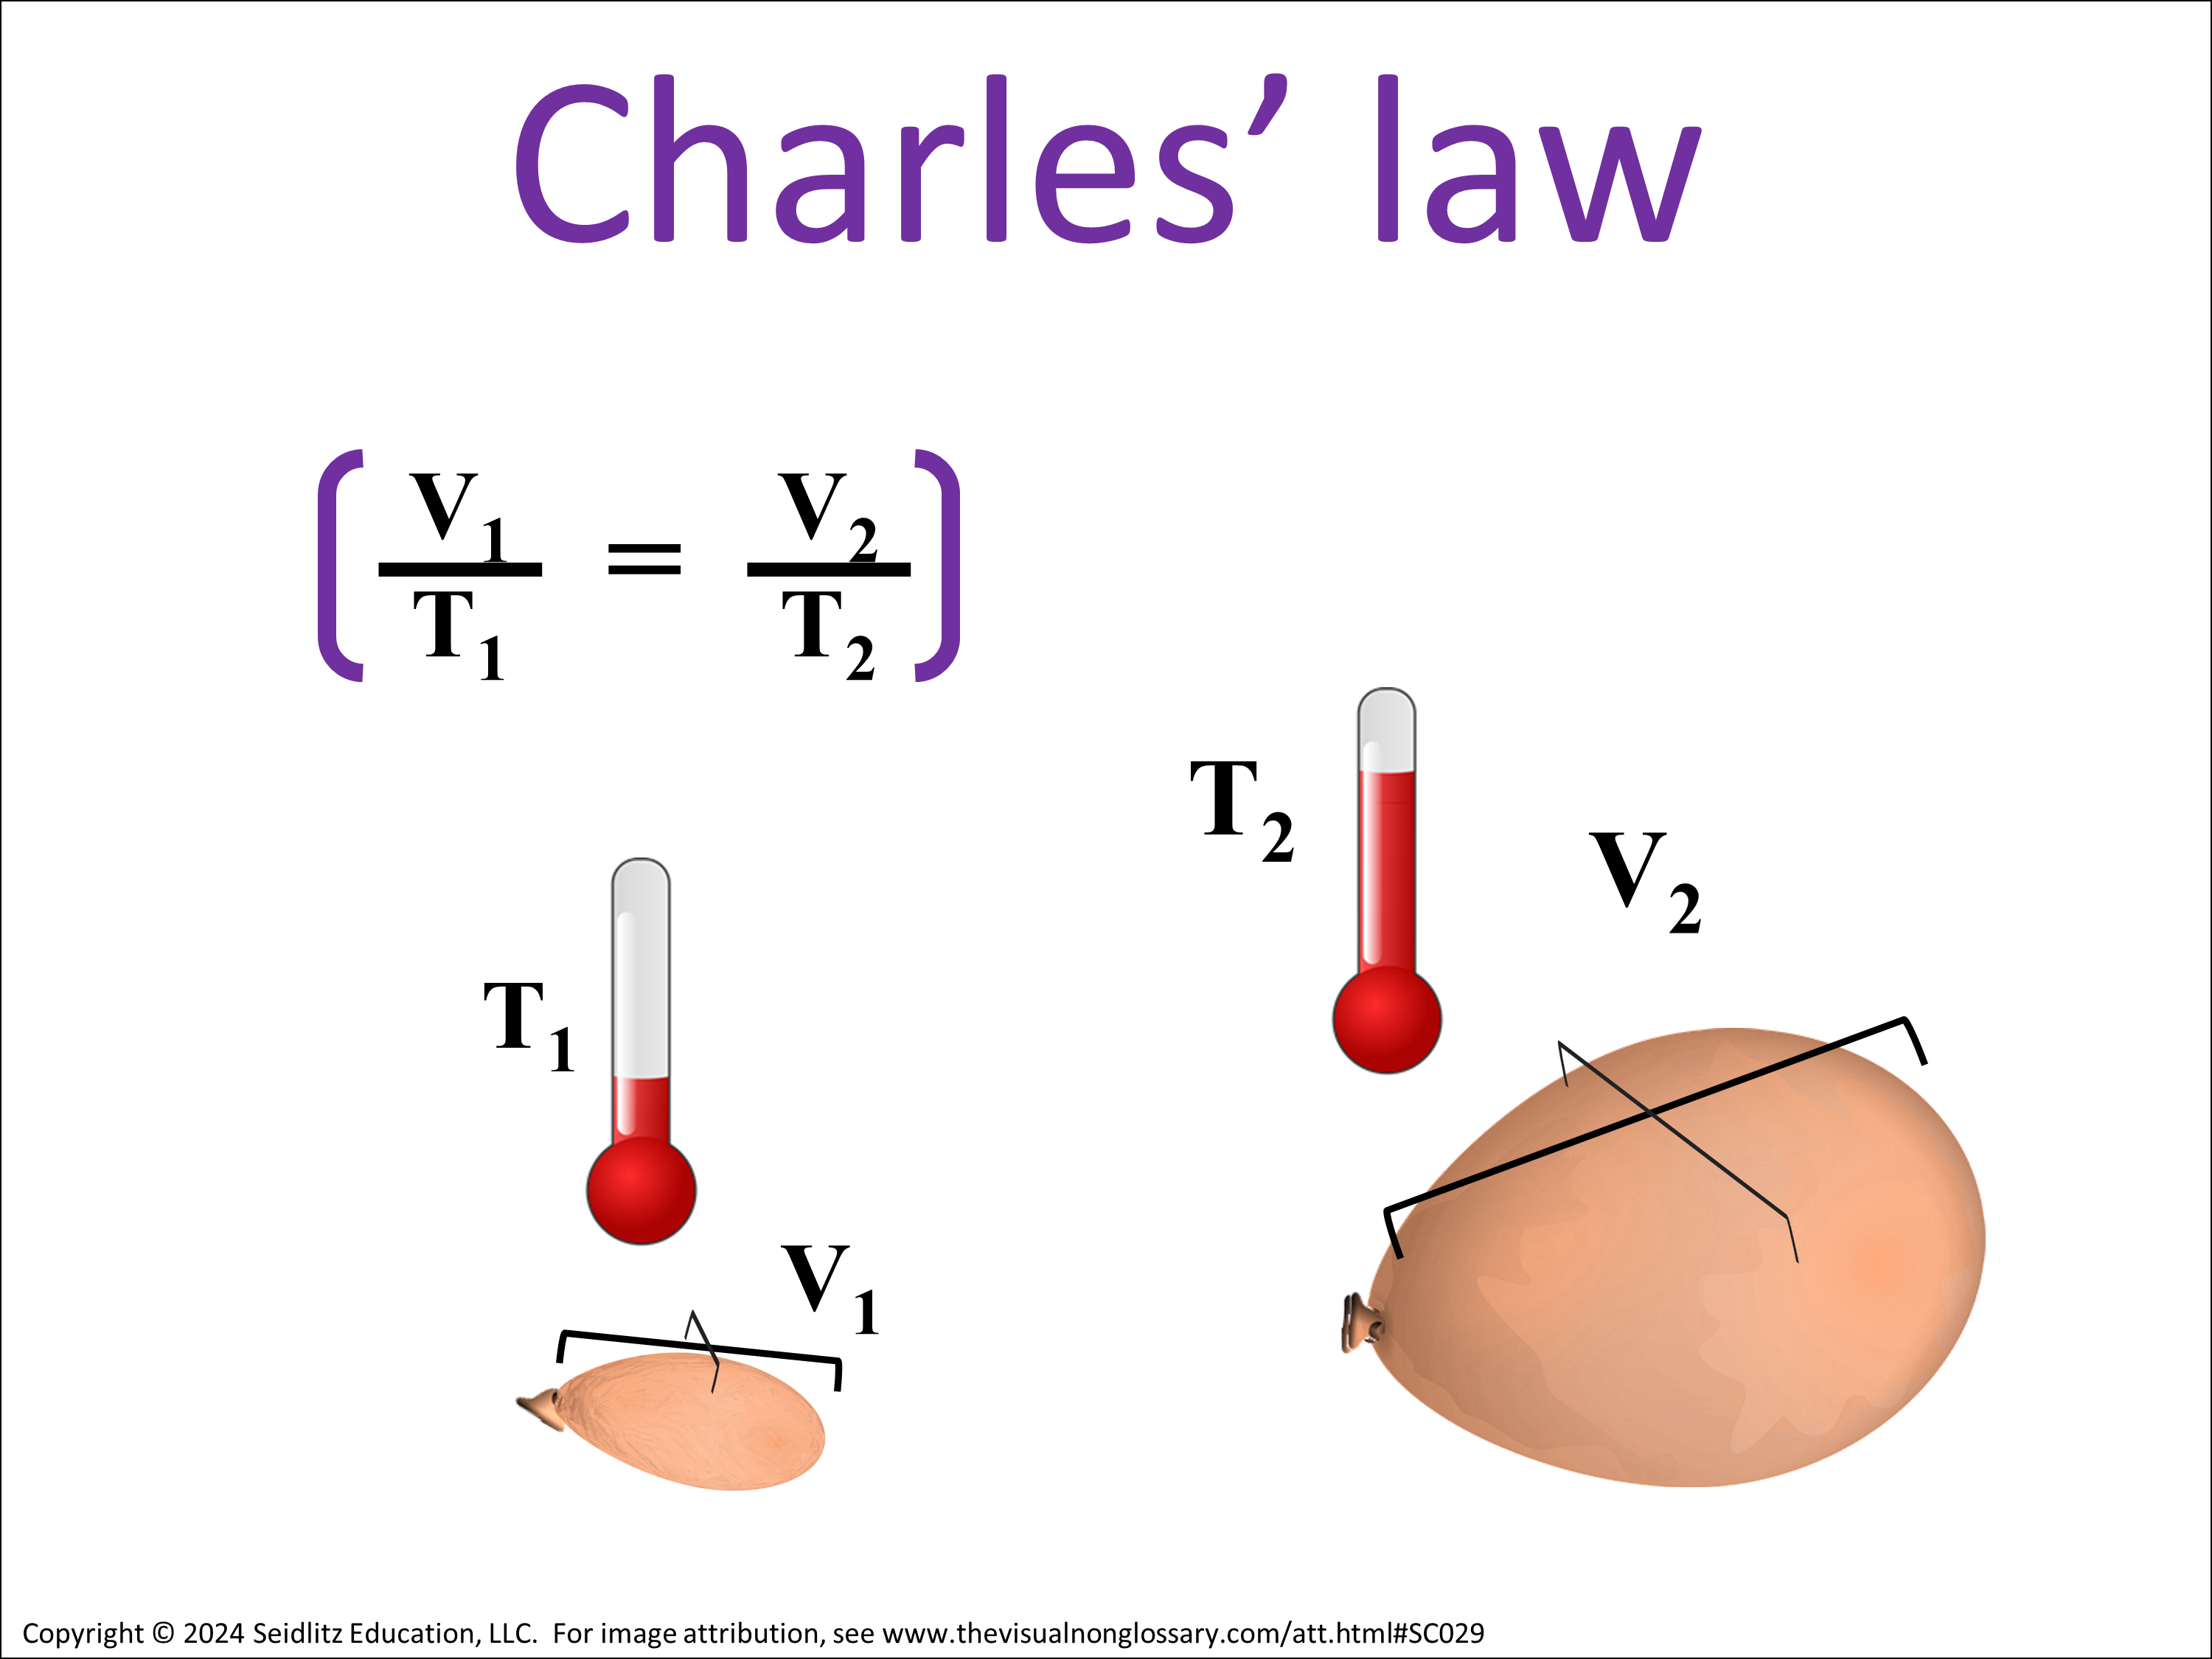 Charles’ law
V1 = V2
T1 T2
T2
V2
T1
V1
Copyright © 2024 Seidlitz Education, LLC.  For image attribution, see www.thevisualnonglossary.com/att.html#SC029